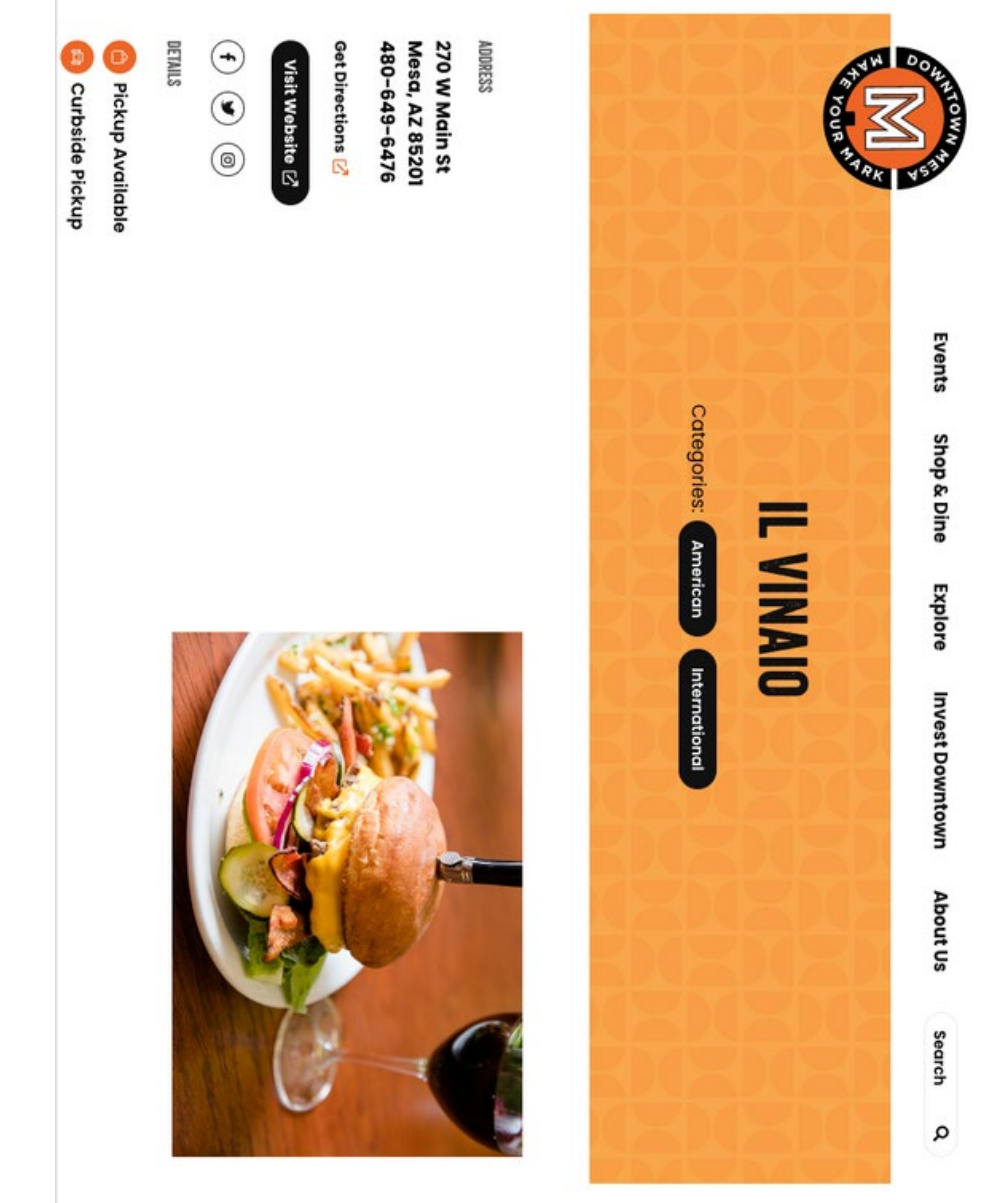 DOWNTOWN MESA
M
MAKE YOUR MARK
Events
Shop & Dine
Explore
Invest Downtown
About Us
Search
IL VINAIO
Categories: American International
ADDRESS
270 W Main St
Mesa, AZ 85201
480-649-6476
Get Directions
Visit Website
DETAILS
Pickup Available
Curbside Pickup